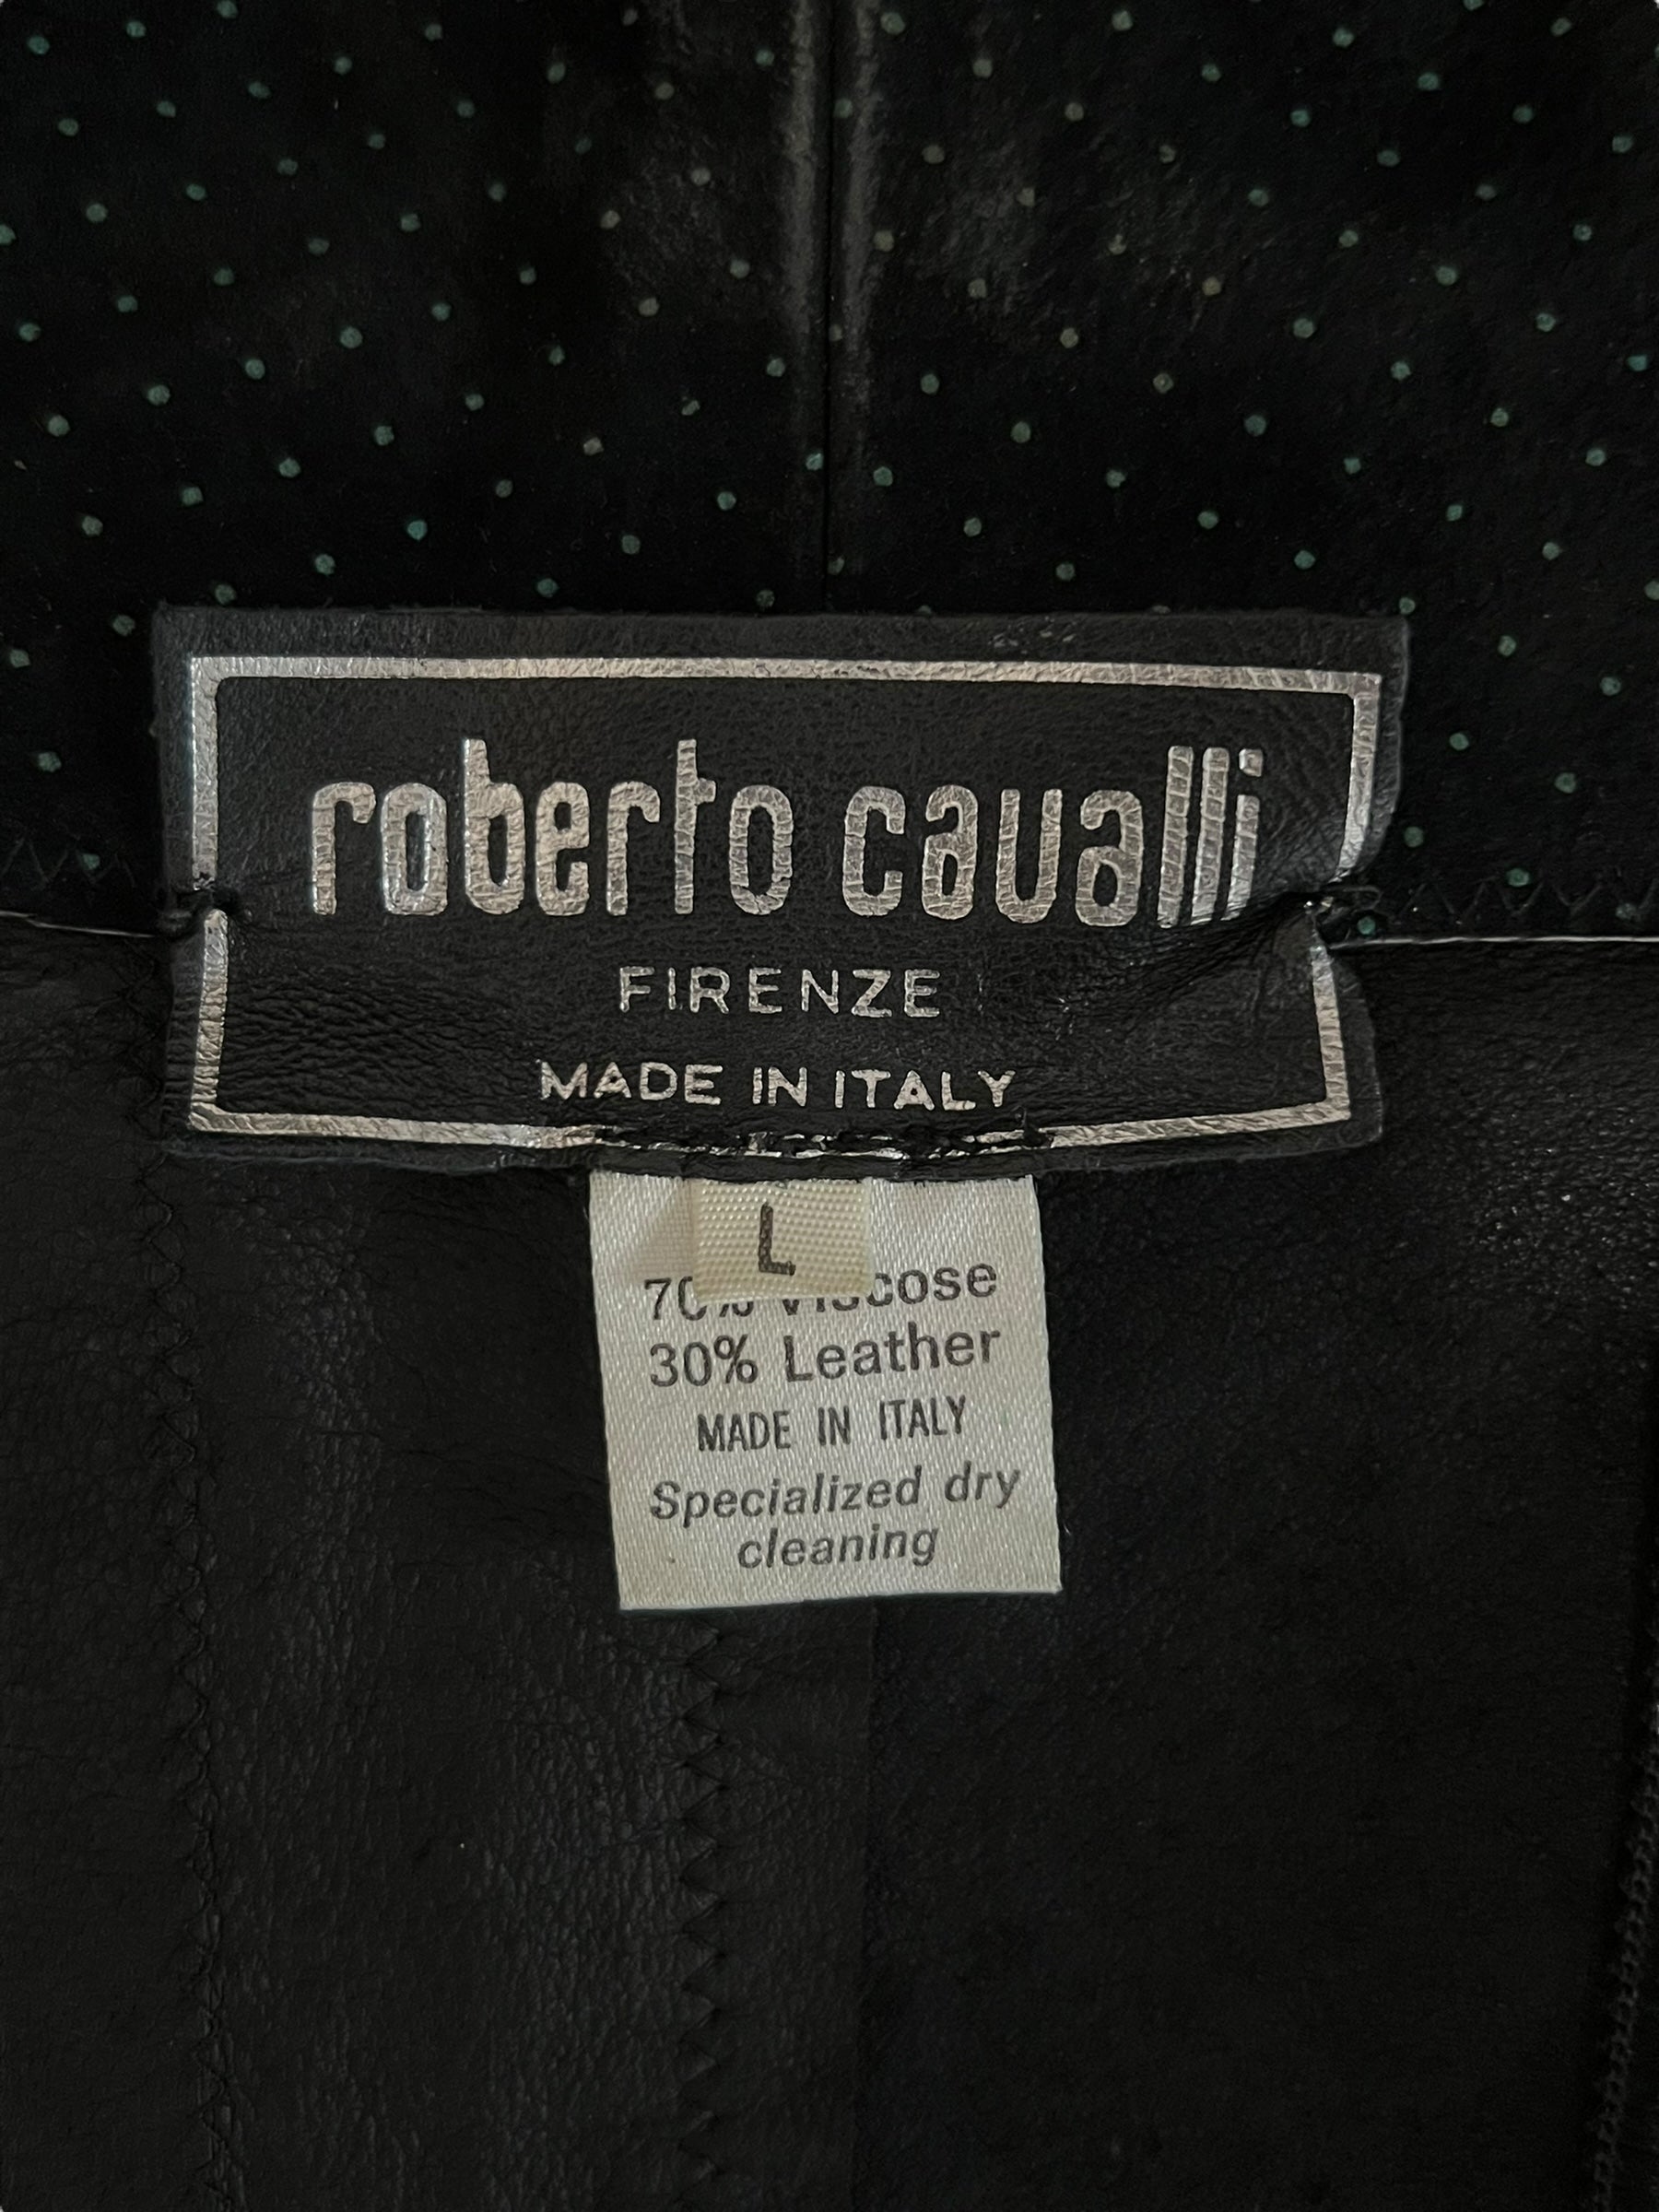 roberto cavalli
FIRENZE
MADE IN ITALY
L
70% Viscose
30% Leather
MADE IN ITALY
Specialized dry
cleaning